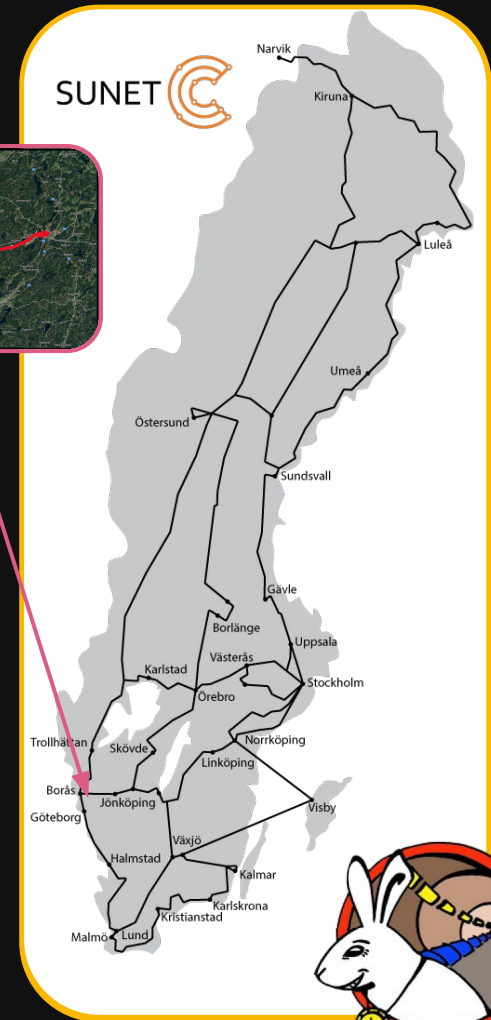 Narvik
SUNET
Kiruna
Luleå
Umeå
Östersund
Sundsvall
Gävle
Borlänge
Uppsala
Västerås
Karlstad
Stockholm
Örebro
Trollhättan
Skövde
Norrköping
Linköping
Borås
Jönköping
Visby
Göteborg
Växjö
Halmstad
Kalmar
Karlskrona
Kristianstad
Malmö
Lund